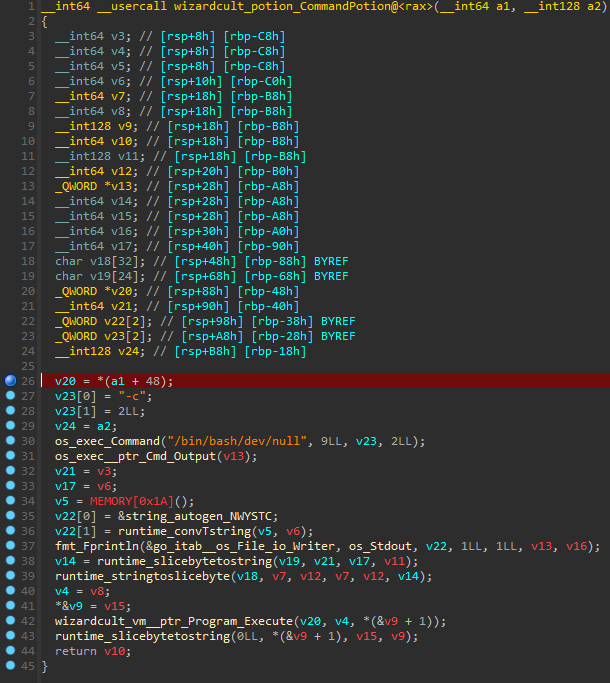 1 __int64 __usercall wizardcult_potion_CommandPotion@<rax>(__int64 a1, __int128 a2)
2 {
3 __int64 v3; // [rsp+8h] [rbp-C8h]
4 __int64 v4; // [rsp+8h] [rbp-C8h]
5 __int64 v5; // [rsp+8h] [rbp-C8h]
6 __int64 v6; // [rsp+10h] [rbp-C0h]
7 __int64 v7; // [rsp+18h] [rbp-B8h]
8 __int64 v8; // [rsp+18h] [rbp-B8h]
9 __int128 v9; // [rsp+18h] [rbp-B8h]
10 __int64 v10; // [rsp+18h] [rbp-B8h]
11 __int128 v11; // [rsp+18h] [rbp-B8h]
12 __int64 v12; // [rsp+20h] [rbp-B0h]
13 _QWORD *v13; // [rsp+28h] [rbp-A8h]
14 __int64 v14; // [rsp+28h] [rbp-A8h]
15 __int64 v15; // [rsp+28h] [rbp-A8h]
16 __int64 v16; // [rsp+30h] [rbp-A0h]
17 __int64 v17; // [rsp+40h] [rbp-90h]
18 char v18[32]; // [rsp+48h] [rbp-88h] BYREF
19 char v19[24]; // [rsp+68h] [rbp-68h] BYREF
20 _QWORD *v20; // [rsp+88h] [rbp-48h]
21 __int64 v21; // [rsp+90h] [rbp-40h]
22 _QWORD v22[2]; // [rsp+98h] [rbp-38h] BYREF
23 _QWORD v23[2]; // [rsp+A8h] [rbp-28h] BYREF
24 __int128 v24; // [rsp+B8h] [rbp-18h]
25
26 v20 = *(a1 + 48);
27 v23[0] = "-c";
28 v23[1] = 2LL;
29 v24 = a2;
30 os_exec_Command("/bin/bash/dev/null", 9LL, v23, 2LL);
31 os_exec__ptr_Cmd_Output(v13);
32 v21 = v3;
33 v17 = v6;
34 v5 = MEMORY[0x1A]();
35 v22[0] = &string_autogen_NWYSTC;
36 v22[1] = runtime_convTstring(v5, v6);
37 fmt_Fprintln(&go_itab__os_File_io_Writer, os_Stdout, v22, 1LL, 1LL, v13, v16);
38 v14 = runtime_slicebytetostring(v19, v21, v17, v11);
39 runtime_stringtoslicebyte(v18, v7, v12, v7, v12, v14);
40 v4 = v8;
41 *&v9 = v15;
42 wizardcult_vm__ptr_Program_Execute(v20, v4, *(&v9 + 1));
43 runtime_slicebytetostring(0LL, *(&v9 + 1), v15, v9);
44 return v10;
45 }